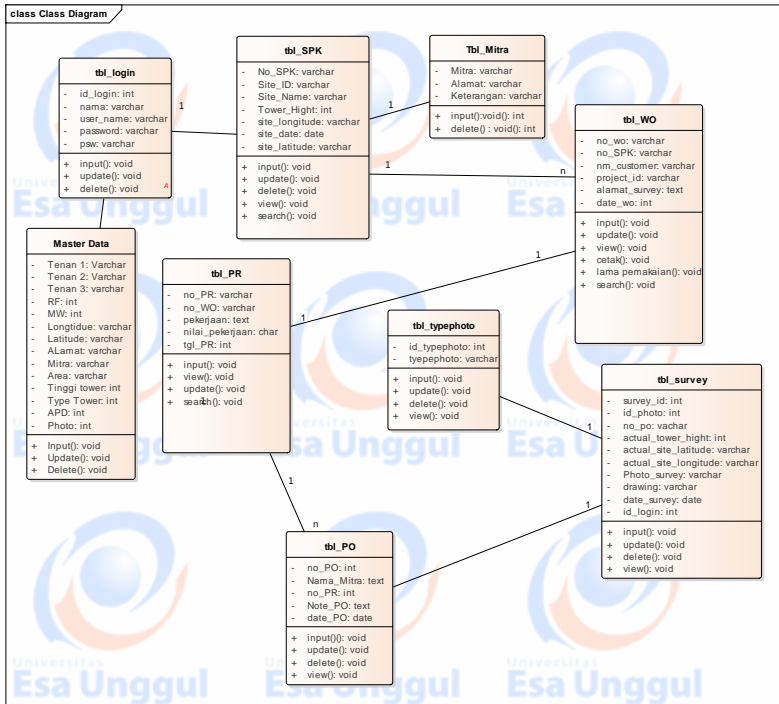 class Class Diagram
tbl_login
- id_login: int
- nama: varchar
- user_name: varchar
- password: varchar
- psw: varchar
+ input(): void
+ update(): void
+ delete(): void
A
1
tbl_SPK
- No_SPK: varchar
- Site_ID: varchar
- Site_Name: varchar
- Tower_Hight: int
- site_longitude: varchar
- site_date: date
- site_latitude: varchar
+ input(): void
+ update(): void
+ delete(): void
+ view(): void
+ search(): void
1
Tbl_Mitra
- Mitra: varchar
- Alamat: varchar
- Keterangan: varchar
+ input():void(): int
+ delete() : void(): int
1
n
tbl_WO
- no_wo: varchar
- no_SPK: varchar
- nm_customer: varchar
- project_id: varchar
- alamat_survey: text
- date_wo: int
+ input(): void
+ update(): void
+ view(): void
+ cetak(): void
+ lama pemakaian(): void
+ search(): void
Master Data
- Tenan 1: Varchar
- Tenan 2: Varchar
- Tenan 3: varchar
- RF: int
- MW: int
- Longtidue: varchar
- Latitude: varchar
- ALamat: varchar
- Mitra: varchar
- Area: varchar
- Tinggi tower: int
- Type Tower: int
- APD: int
- Photo: int
+ Input(): void
+ Update(): void
+ Delete(): void
tbl_PR
- no_PR: varchar
- no_WO: varchar
- pekerjaan: text
- nilai_pekerjaan: char
- tgl_PR: int
+ input(): void
+ view(): void
+ update(): void
+ search(): void
1
1
1
tbl_typephoto
- id_typephoto: int
- typephoto: varchar
+ input(): void
+ update(): void
+ delete(): void
+ view(): void
1
tbl_survey
- survey_id: int
- id_photo: int
- no_po: vachar
- actual_tower_hight: int
- actual_site_latitude: varchar
- actual_site_longitude: varchar
- Photo_survey: varchar
- drawing: varchar
- date_survey: date
- id_login: int
+ input(): void
+ update(): void
+ delete(): void
+ view(): void
1
1
n
tbl_PO
- no_PO: int
- Nama_Mitra: text
- no_PR: int
- Note_PO: text
- date_PO: date
+ input()(): void
+ update(): void
+ delete(): void
+ view(): void
Universitas
Esa Unggul
Esa Unggul
Esa Unggul